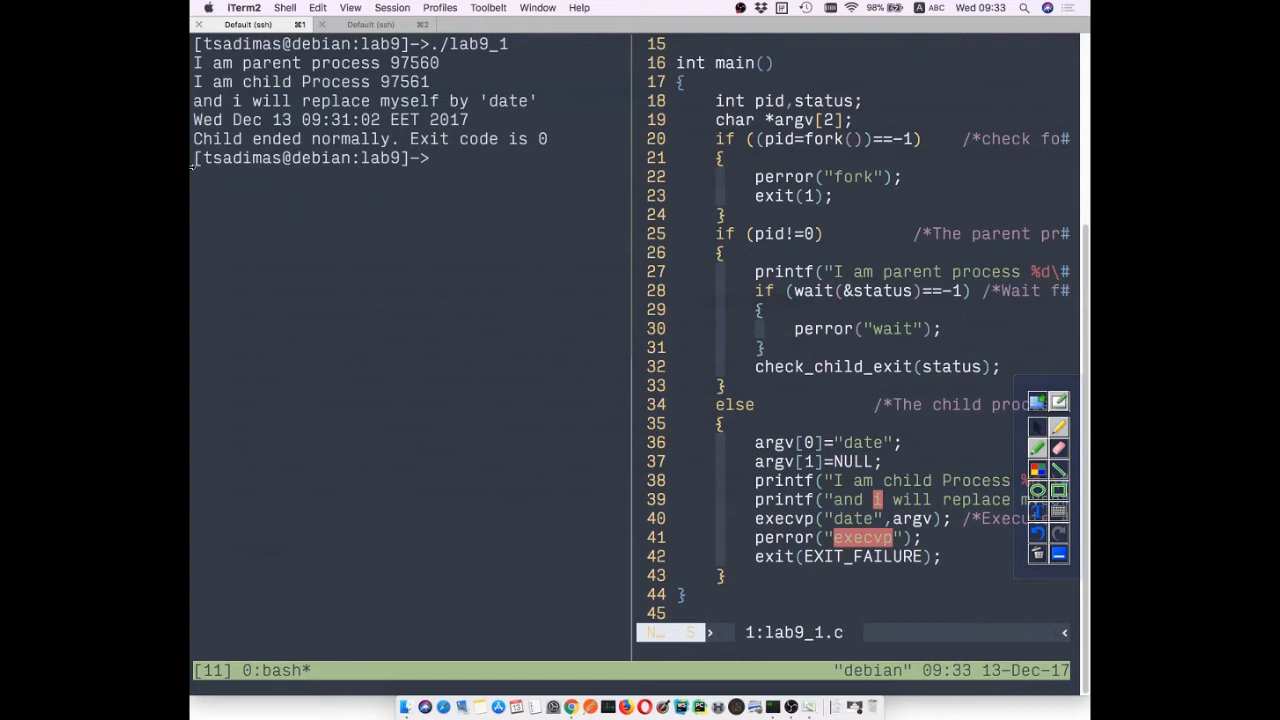 iTerm2 Shell Edit View Session Profiles Toolbelt Window Help 98% ABC Wed 09:33
Default (ssh) ⌘1 Default (ssh) ⌘2
[tsadimas@debian:lab9]->./lab9_1
I am parent process 97560
I am child Process 97561
and i will replace myself by 'date'
Wed Dec 13 09:31:02 EET 2017
Child ended normally. Exit code is 0
[tsadimas@debian:lab9]->
15
16 int main()
17 {
18 int pid,status;
19 char *argv[2];
20 if ((pid=fork())==-1) /*check fo#
21 {
22 perror("fork");
23 exit(1);
24 }
25 if (pid!=0) /*The parent pr#
26 {
27 printf("I am parent process %d\#
28 if (wait(&status)==-1) /*Wait f#
29 {
30 perror("wait");
31 }
32 check_child_exit(status);
33 }
34 else /*The child proc
35 {
36 argv[0]="date";
37 argv[1]=NULL;
38 printf("I am child Process %
39 printf("and i will replace m
40 execvp("date",argv); /*Execu
41 perror("execvp");
42 exit(EXIT_FAILURE);
43 }
44 }
45
N… S 1:lab9_1.c
[11] 0:bash* "debian" 09:33 13-Dec-17